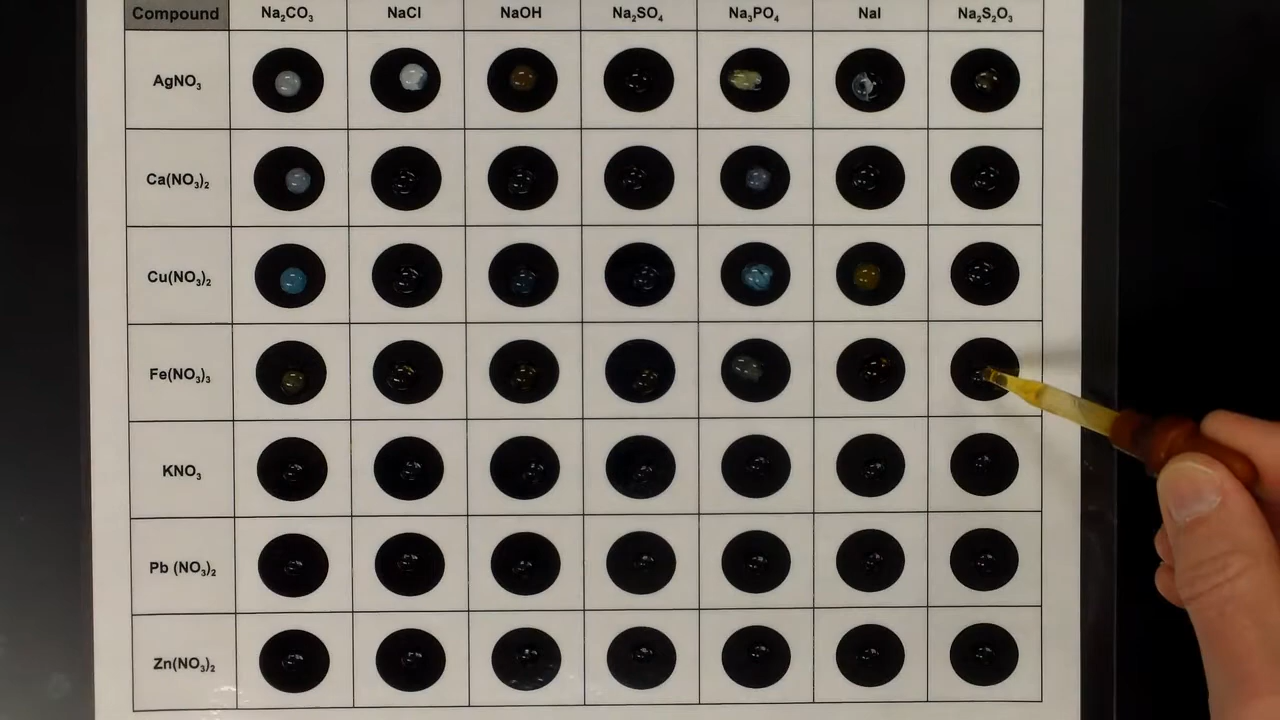 Compound Na₂CO₃ NaCl NaOH Na₂SO₄ Na₃PO₄ NaI Na₂S₂O₃
AgNO₃
Ca(NO₃)₂
Cu(NO₃)₂
Fe(NO₃)₃
KNO₃
Pb (NO₃)₂
Zn(NO₃)₂